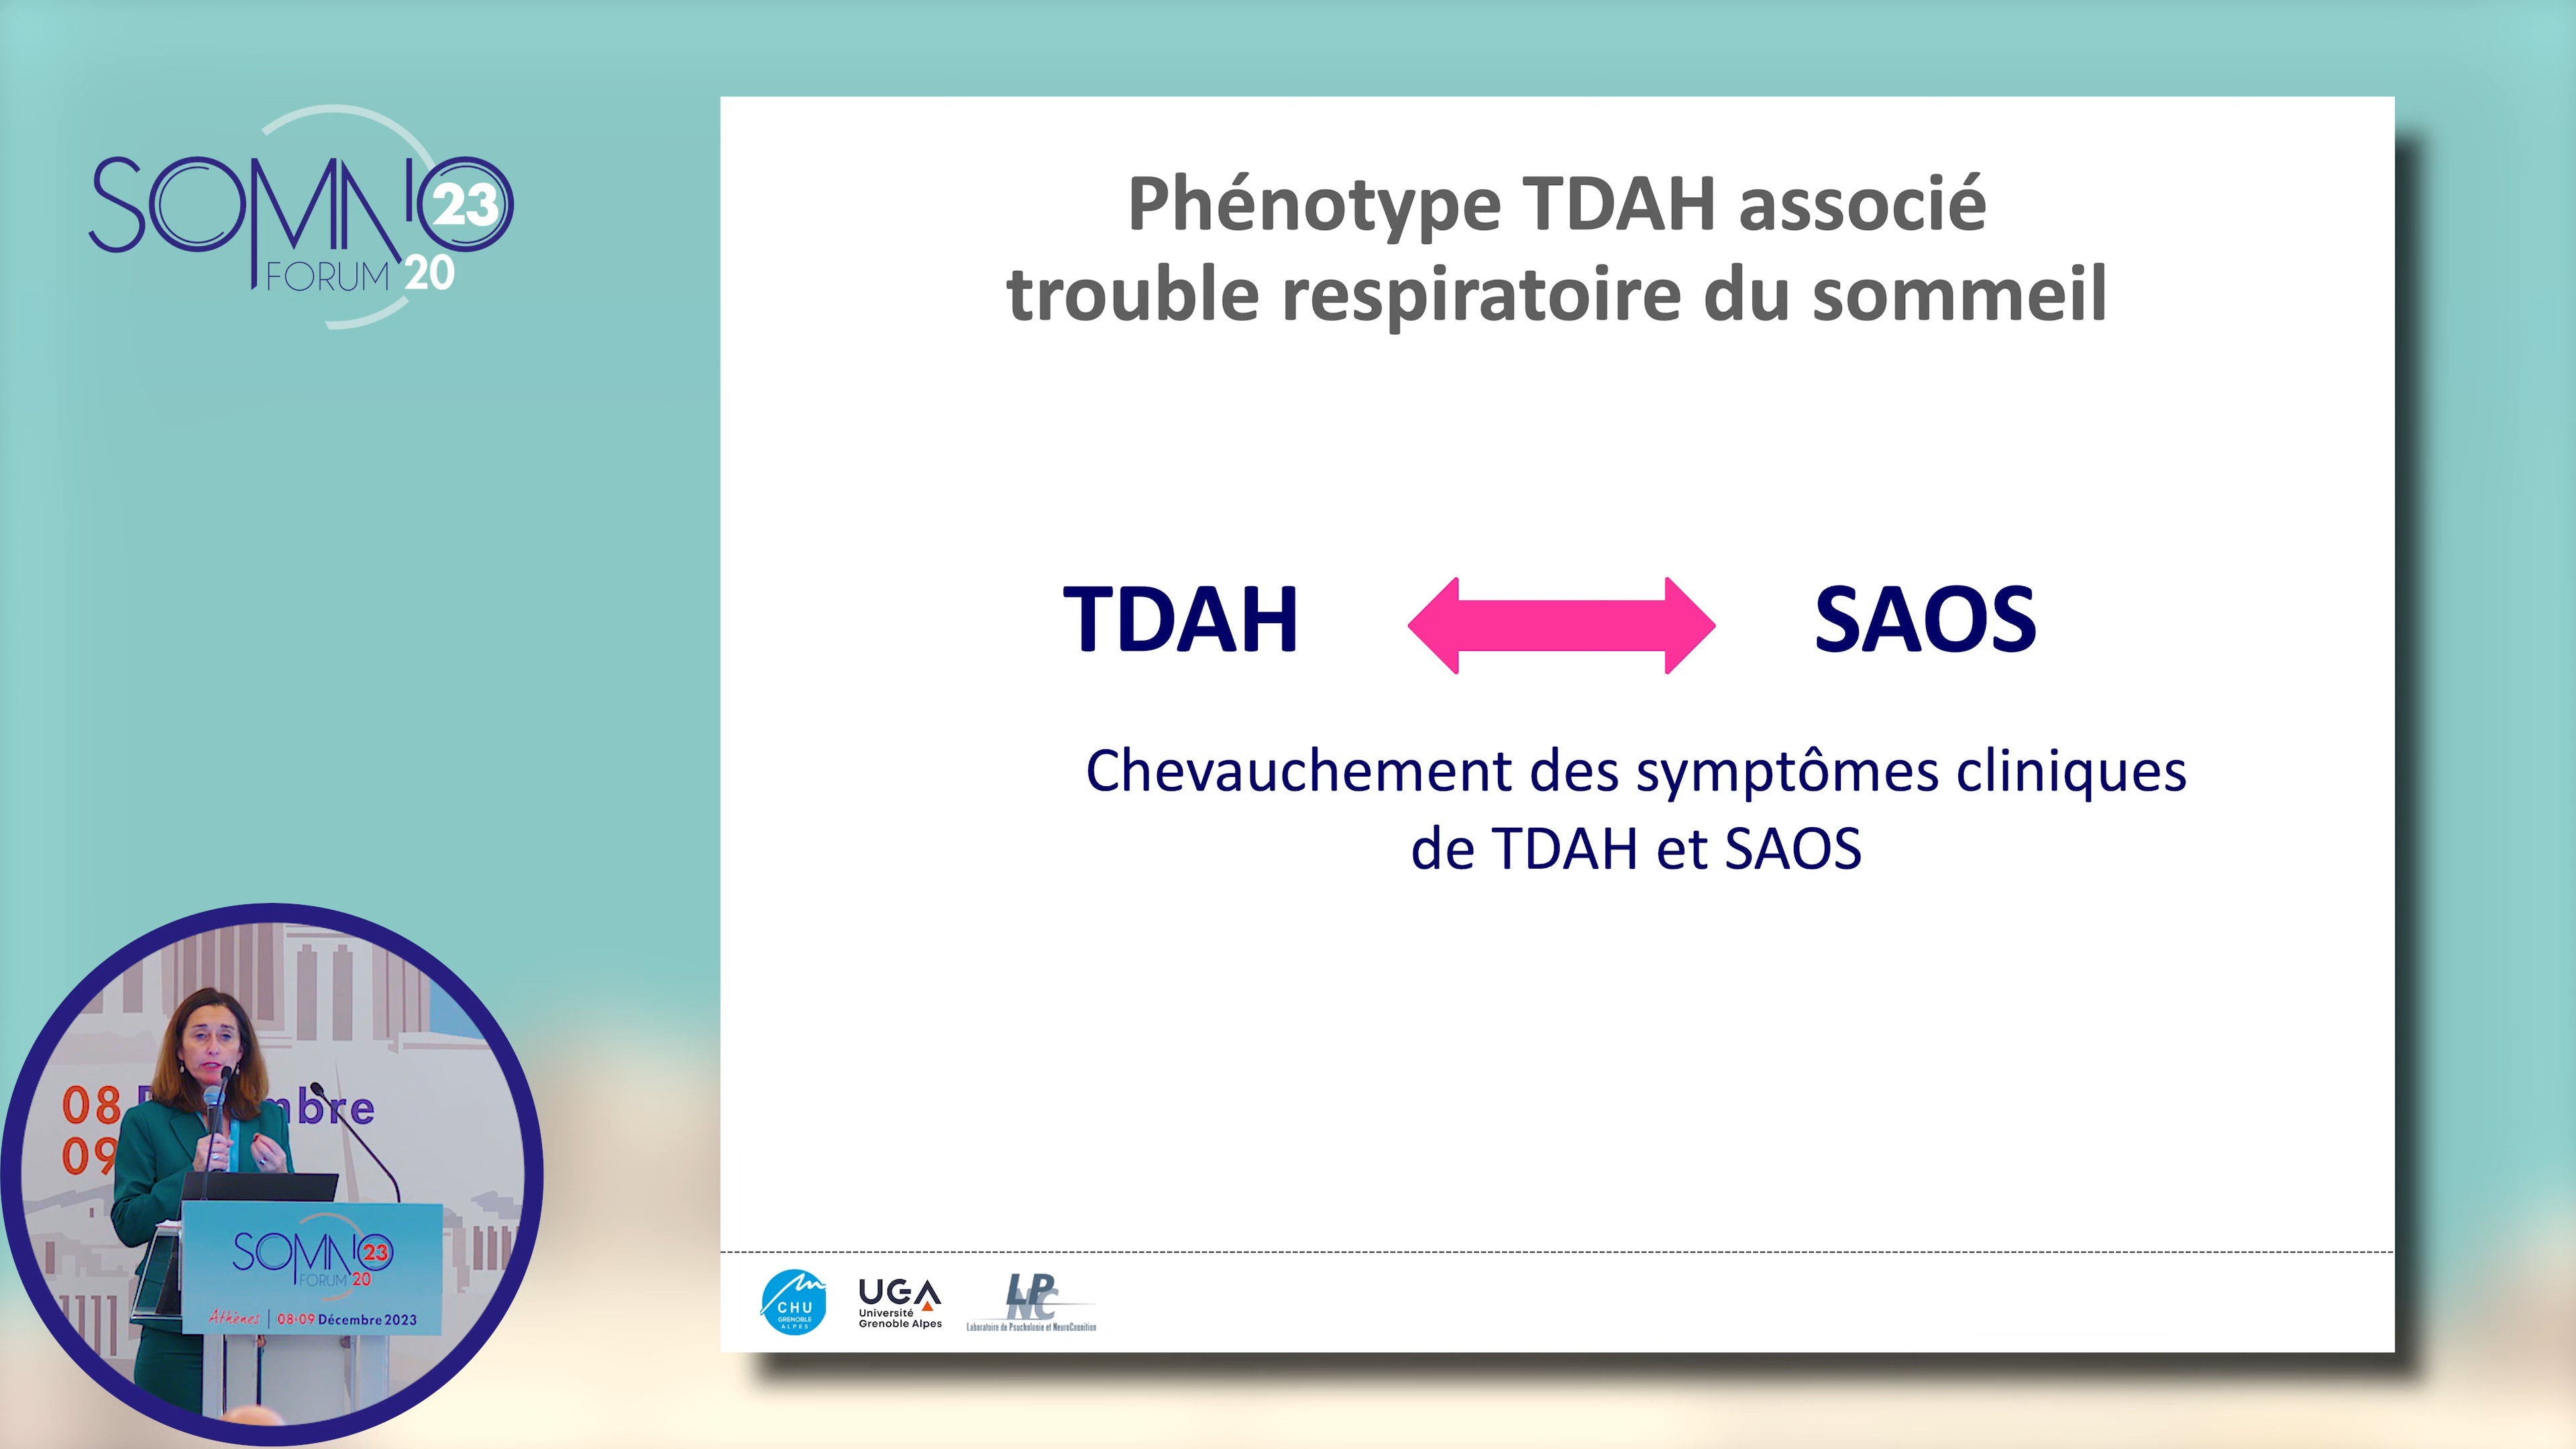 SOMNO 23
FORUM 20
Phénotype TDAH associé
trouble respiratoire du sommeil
TDAH
SAOS
Chevauchement des symptômes cliniques
de TDAH et SAOS
CHU
GRENOBLE
ALPES
UGA
Université
Grenoble Alpes
LPNC
Laboratoire de Psychologie et NeuroCognition
08
mbre
09
SOMNO 23
FORUM 20
Athènes | 08-09 Décembre 2023